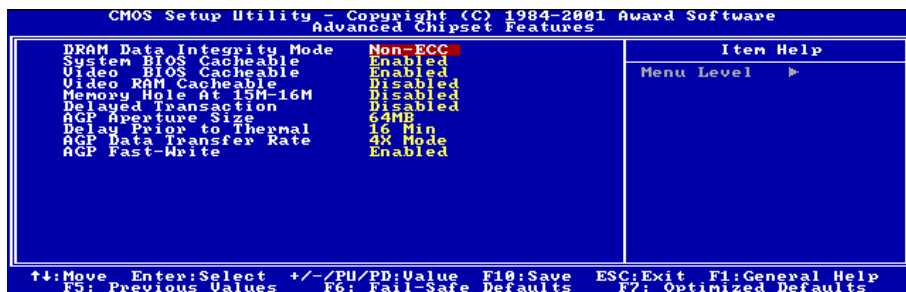 CMOS Setup Utility - Copyright (C) 1984-2001 Award Software
Advanced Chipset Features
DRAM Data Integrity Mode Non-ECC
System BIOS Cacheable Enabled
Video BIOS Cacheable Enabled
Video RAM Cacheable Disabled
Memory Hole At 15M-16M Disabled
Delayed Transaction Disabled
AGP Aperture Size 64MB
Delay Prior to Thermal 16 Min
AGP Data Transfer Rate 4X Mode
AGP Fast-Write Enabled
Item Help
Menu Level ►
↑↓:Move Enter:Select +/-/PU/PD:Value F10:Save ESC:Exit F1:General Help
F5: Previous Values F6: Fail-Safe Defaults F7: Optimized Defaults